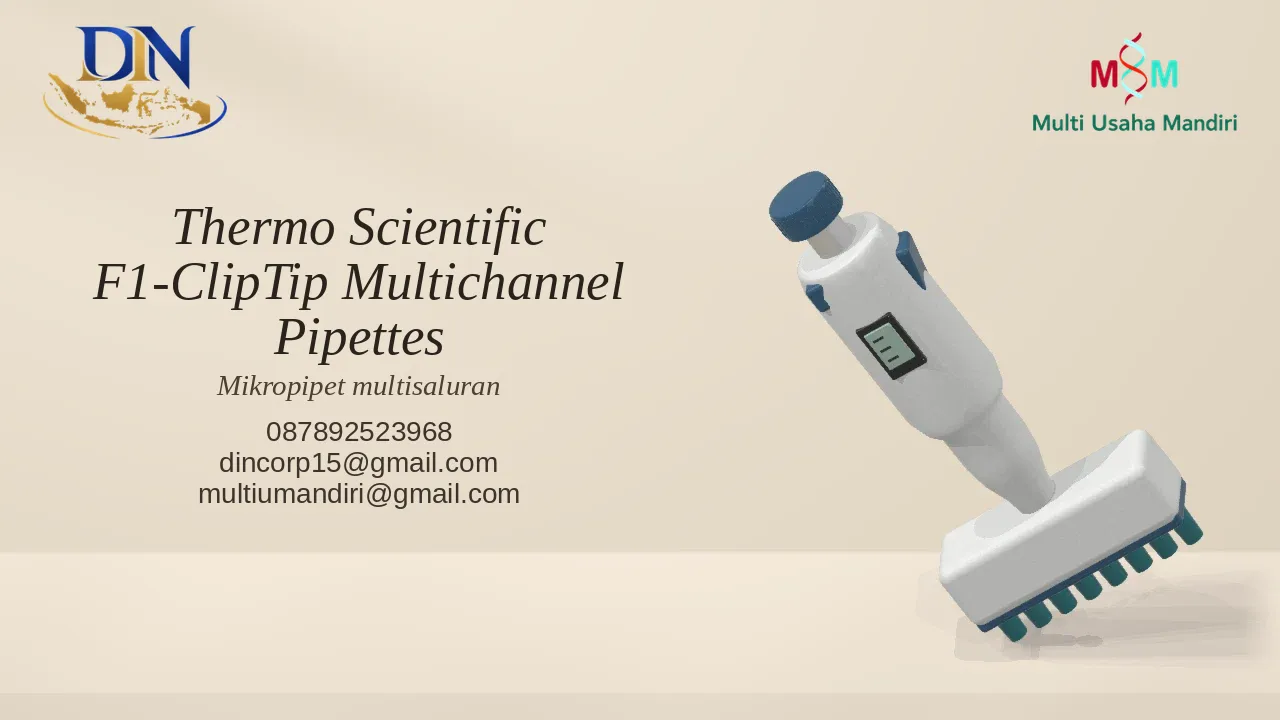 DIN
MSM
Multi Usaha Mandiri
Thermo Scientific
F1-ClipTip Multichannel
Pipettes
Mikropipet multisaluran
087892523968
dincorp15@gmail.com
multiumandiri@gmail.com